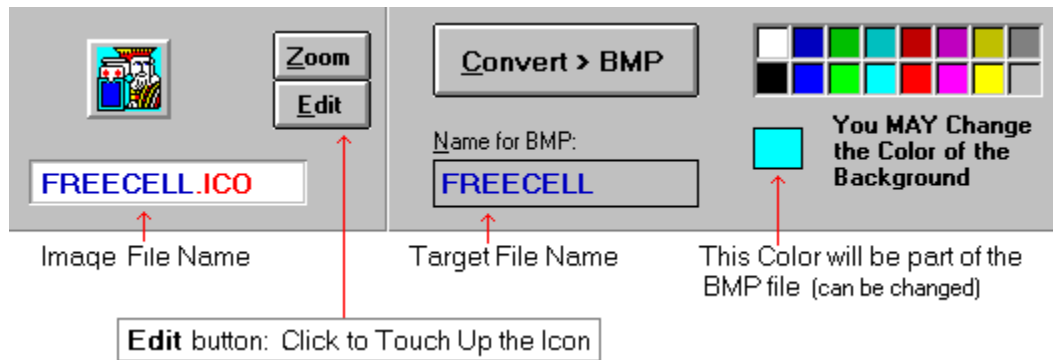 Zoom
Edit
FREECELL.ICO
Convert > BMP
Name for BMP:
FREECELL
You MAY Change
the Color of the
Background
Image File Name
Target File Name
This Color will be part of the
BMP file (can be changed)
Edit button: Click to Touch Up the Icon